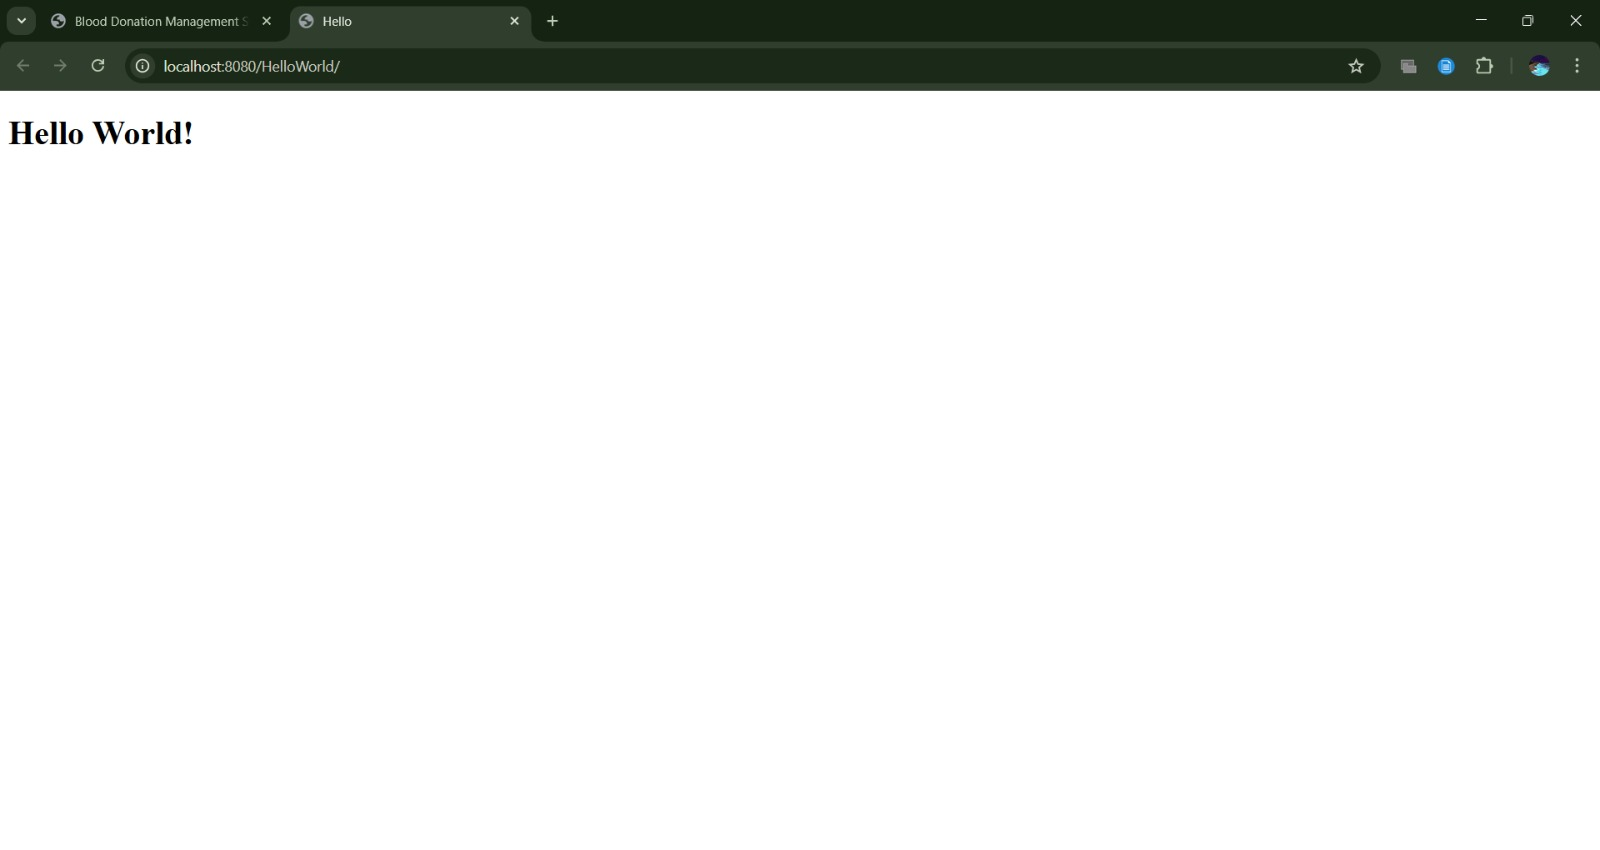 Blood Donation Management S
Hello
localhost:8080/HelloWorld/
Hello World!